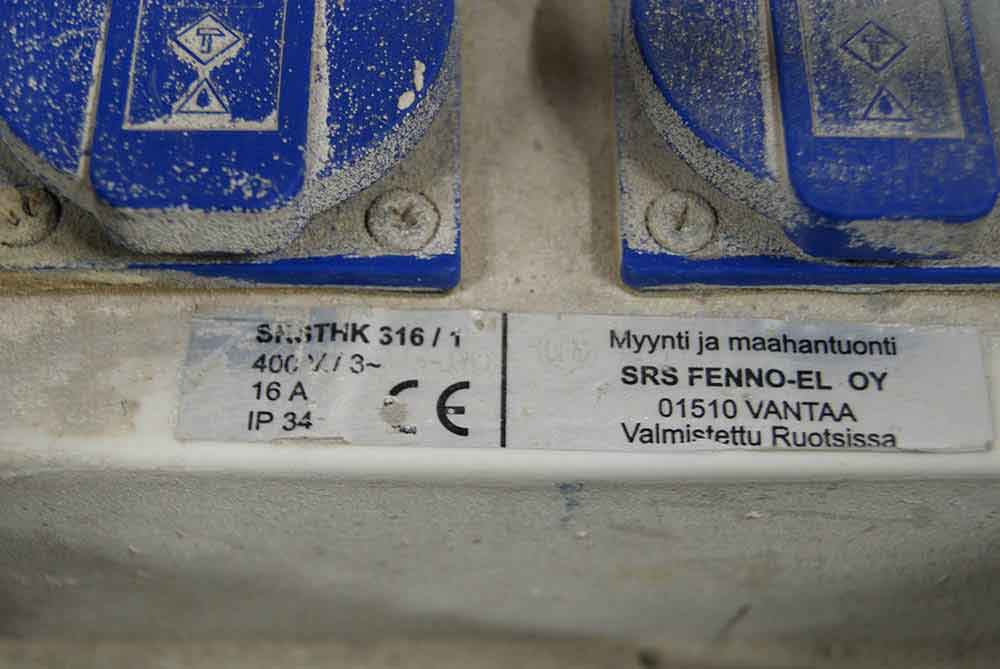 316 / 1
400 V / 3~
16 A
IP 34
CE
Myynti ja maahantuonti
SRS FENNO-EL OY
01510 VANTAA
Valmistettu Ruotsissa